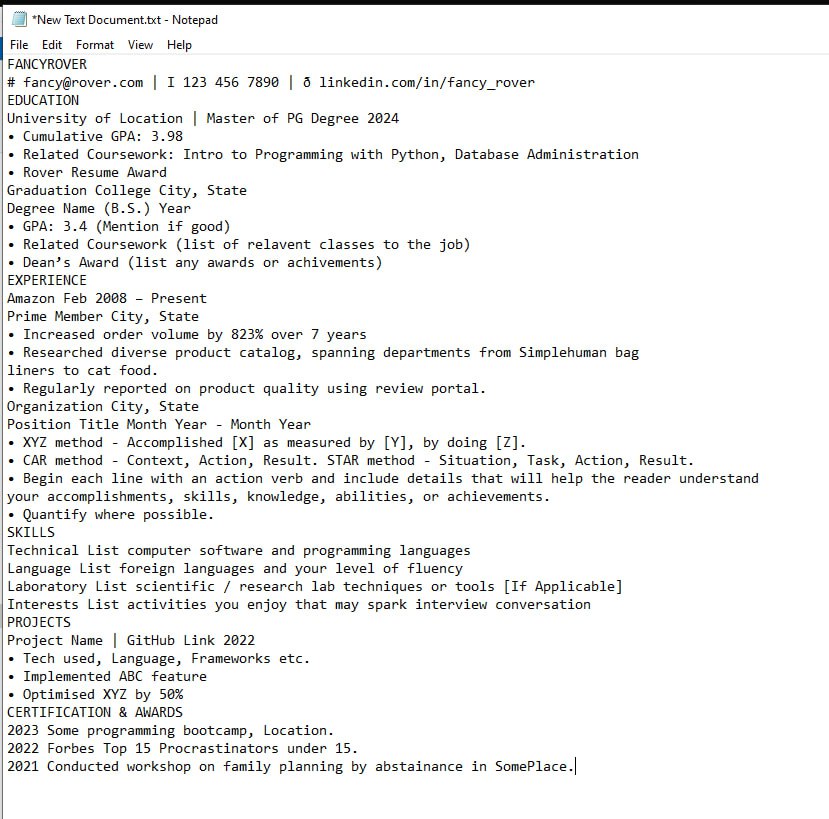 *New Text Document.txt - Notepad
File Edit Format View Help
FANCYROVER
# fancy@rover.com | I 123 456 7890 | ð linkedin.com/in/fancy_rover
EDUCATION
University of Location | Master of PG Degree 2024
• Cumulative GPA: 3.98
• Related Coursework: Intro to Programming with Python, Database Administration
• Rover Resume Award
Graduation College City, State
Degree Name (B.S.) Year
• GPA: 3.4 (Mention if good)
• Related Coursework (list of relavent classes to the job)
• Dean’s Award (list any awards or achivements)
EXPERIENCE
Amazon Feb 2008 – Present
Prime Member City, State
• Increased order volume by 823% over 7 years
• Researched diverse product catalog, spanning departments from Simplehuman bag
liners to cat food.
• Regularly reported on product quality using review portal.
Organization City, State
Position Title Month Year - Month Year
• XYZ method - Accomplished [X] as measured by [Y], by doing [Z].
• CAR method - Context, Action, Result. STAR method - Situation, Task, Action, Result.
• Begin each line with an action verb and include details that will help the reader understand
your accomplishments, skills, knowledge, abilities, or achievements.
• Quantify where possible.
SKILLS
Technical List computer software and programming languages
Language List foreign languages and your level of fluency
Laboratory List scientific / research lab techniques or tools [If Applicable]
Interests List activities you enjoy that may spark interview conversation
PROJECTS
Project Name | GitHub Link 2022
• Tech used, Language, Frameworks etc.
• Implemented ABC feature
• Optimised XYZ by 50%
CERTIFICATION & AWARDS
2023 Some programming bootcamp, Location.
2022 Forbes Top 15 Procrastinators under 15.
2021 Conducted workshop on family planning by abstainance in SomePlace.